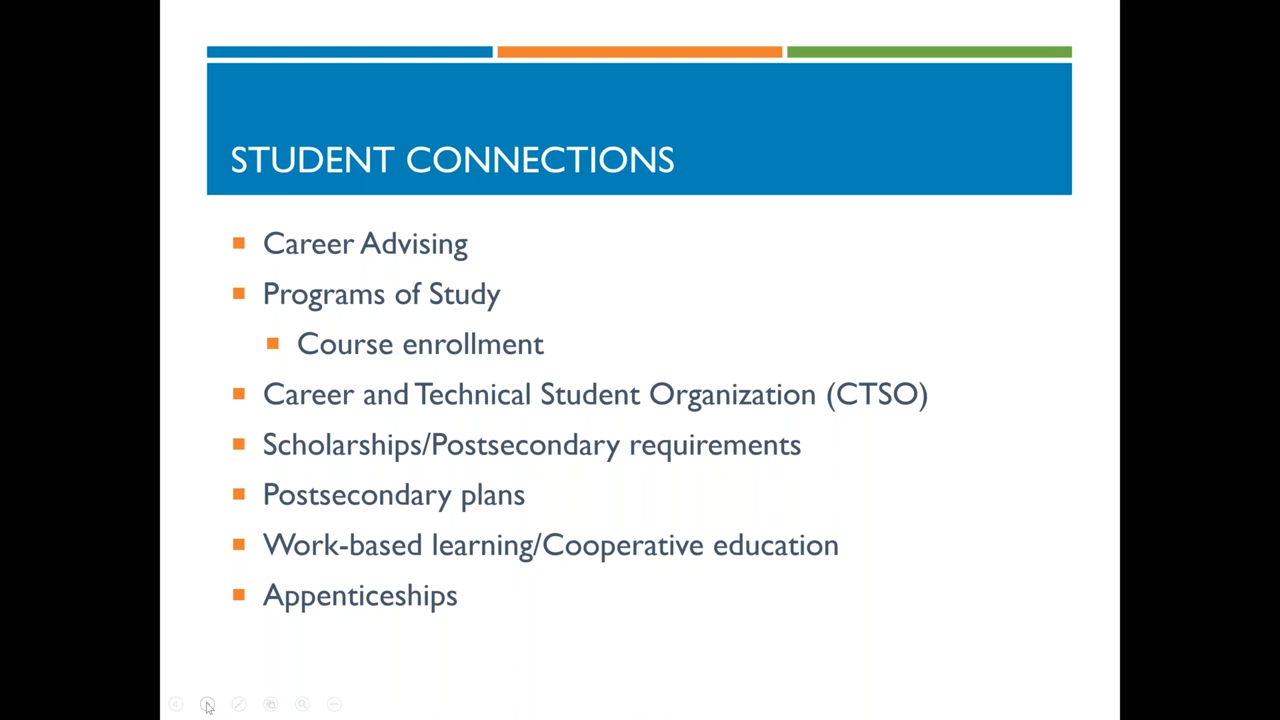 STUDENT CONNECTIONS
Career Advising
Programs of Study
Course enrollment
Career and Technical Student Organization (CTSO)
Scholarships/Postsecondary requirements
Postsecondary plans
Work-based learning/Cooperative education
Appenticeships